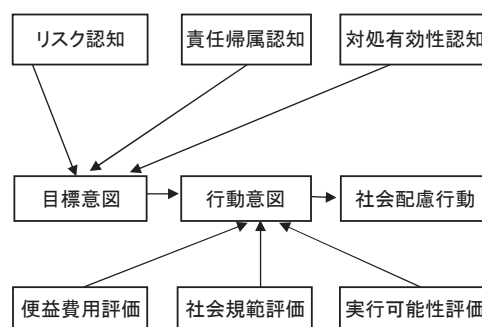 リスク認知
責任帰属認知
対処有効性認知
目標意図
行動意図
社会配慮行動
便益費用評価
社会規範評価
実行可能性評価